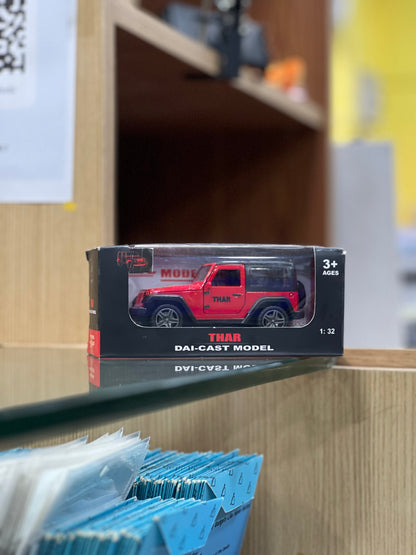 MODE
3+
AGES
THAR
THAR
DAI-CAST MODEL
1: 32